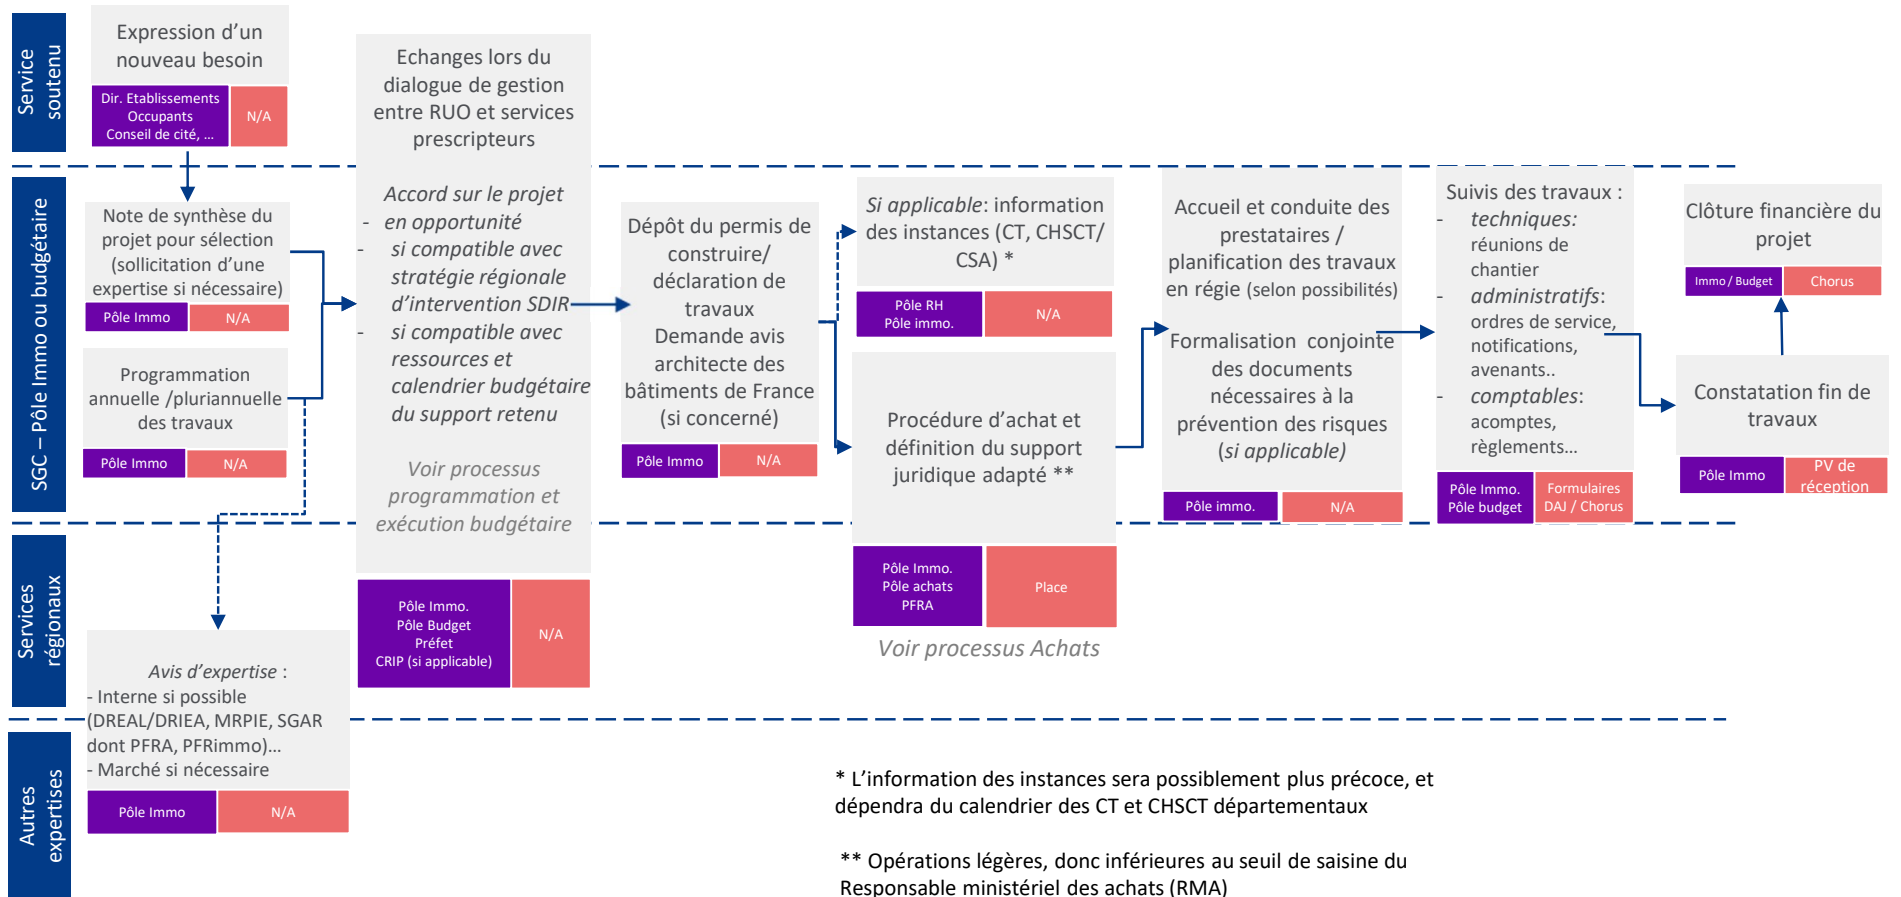 Service
soutenu
Expression d’un
nouveau besoin
Dir. Etablissements
Occupants
Conseil de cité, ...
N/A
Echanges lors du
dialogue de gestion
entre RUO et services
prescripteurs
Accord sur le projet
- en opportunité
- si compatible avec
stratégie régionale
d’intervention SDIR
- si compatible avec
ressources et
calendrier budgétaire
du support retenu
Voir processus
programmation et
exécution budgétaire
Pôle Immo.
Pôle Budget
Préfet
CRIP (si applicable)
N/A
SGC – Pôle Immo ou budgétaire
Note de synthèse du
projet pour sélection
(sollicitation d’une
expertise si nécessaire)
Pôle Immo
N/A
Programmation
annuelle /pluriannuelle
des travaux
Pôle Immo
N/A
Dépôt du permis de
construire/
déclaration de
travaux
Demande avis
architecte des
bâtiments de France
(si concerné)
Pôle Immo
N/A
Si applicable: information
des instances (CT, CHSCT/
CSA) *
Pôle RH
Pôle immo.
N/A
Procédure d’achat et
définition du support
juridique adapté **
Pôle Immo.
Pôle achats
PFRA
Place
Voir processus Achats
Accueil et conduite des
prestataires /
planification des travaux
en régie (selon possibilités)
Formalisation conjointe
des documents
nécessaires à la
prévention des risques
(si applicable)
Pôle immo.
N/A
Suivis des travaux :
- techniques:
réunions de
chantier
- administratifs:
ordres de service,
notifications,
avenants..
- comptables:
acomptes,
règlements…
Pôle Immo.
Pôle budget
Formulaires
DAJ / Chorus
Clôture financière du
projet
Immo / Budget
Chorus
Constatation fin de
travaux
Pôle Immo
PV de
réception
Services
régionaux
Autres
expertises
Avis d’expertise :
- Interne si possible
(DREAL/DRIEA, MRPIE, SGAR
dont PFRA, PFRimmo)…
- Marché si nécessaire
Pôle Immo
N/A
* L’information des instances sera possiblement plus précoce, et
dépendra du calendrier des CT et CHSCT départementaux
** Opérations légères, donc inférieures au seuil de saisine du
Responsable ministériel des achats (RMA)